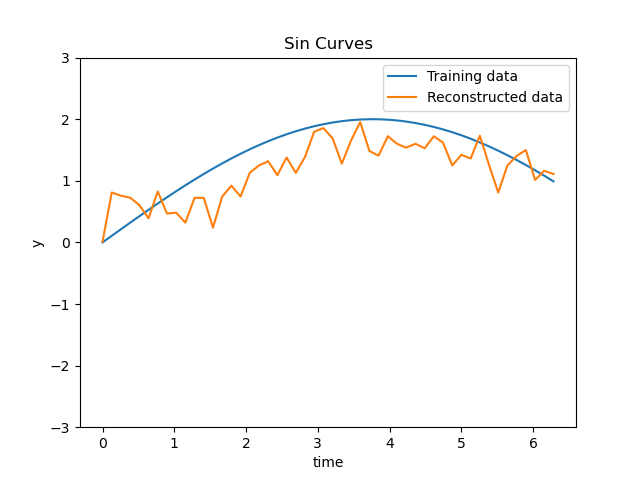 Sin Curves
Training data
Reconstructed data
3
2
1
0
−1
−2
−3
y
0 1 2 3 4 5 6
time